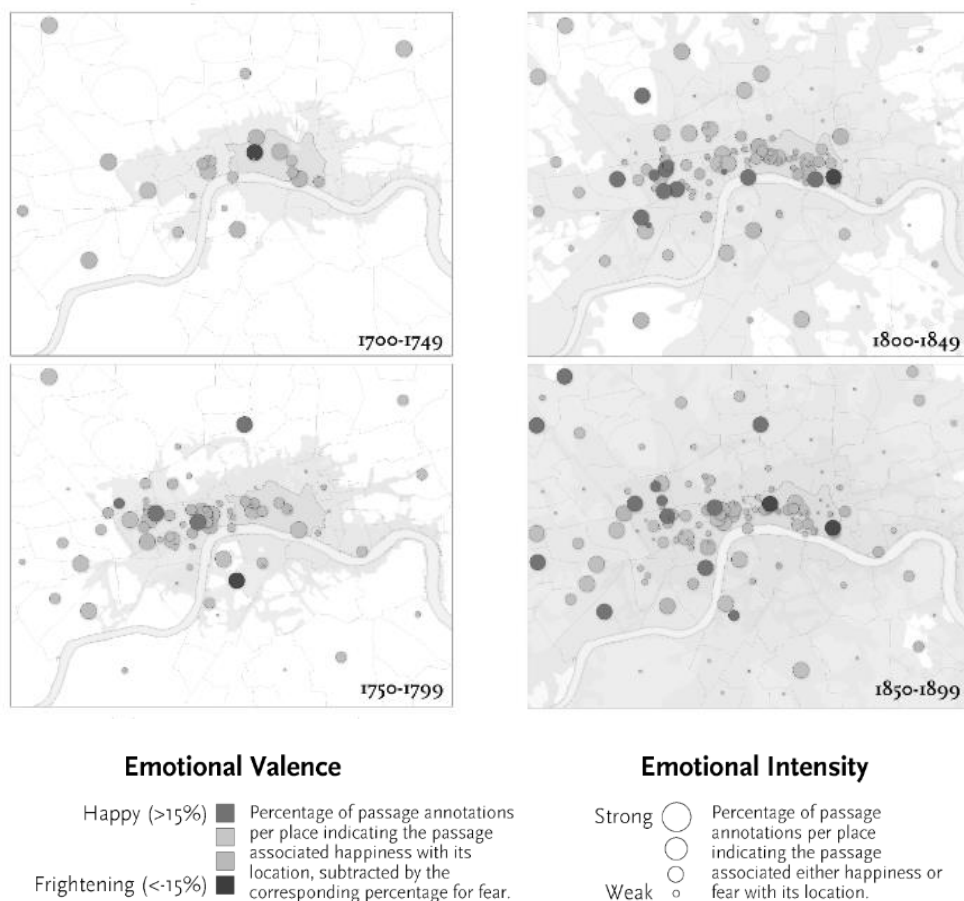 1700-1749
1800-1849
1750-1799
1850-1899
Emotional Valence
Happy (>15%)
Frightening (<-15%)
Percentage of passage annotations
per place indicating the passage
associated happiness with its
location, subtracted by the
corresponding percentage for fear.
Emotional Intensity
Strong
Weak
Percentage of passage
annotations per place
indicating the passage
associated either happiness or
fear with its location.